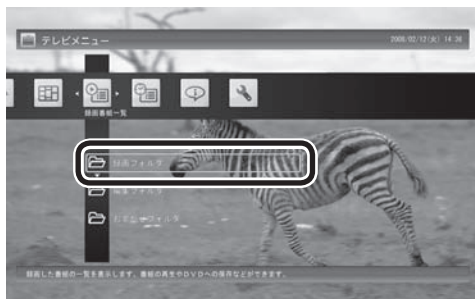 テレビメニュー
2008/02/12(火) 14:36
録画番組一覧
録画フォルダ
編集フォルダ
おまかせフォルダ
録画した番組の一覧を表示します。番組の再生やDVDへの保存などができます。